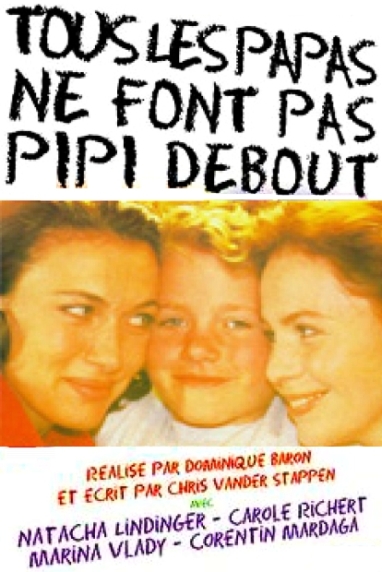 TOUS LES PAPAS
NE FONT PAS
PIPI DEBOUT
REALISE PAR DOMINIQUE BARON
ET ECRIT PAR CHRIS VANDER STAPPEN
AVEC
NATACHA LINDINGER - CAROLE RICHERT
MARINA VLADY - CORENTIN MARDAGA